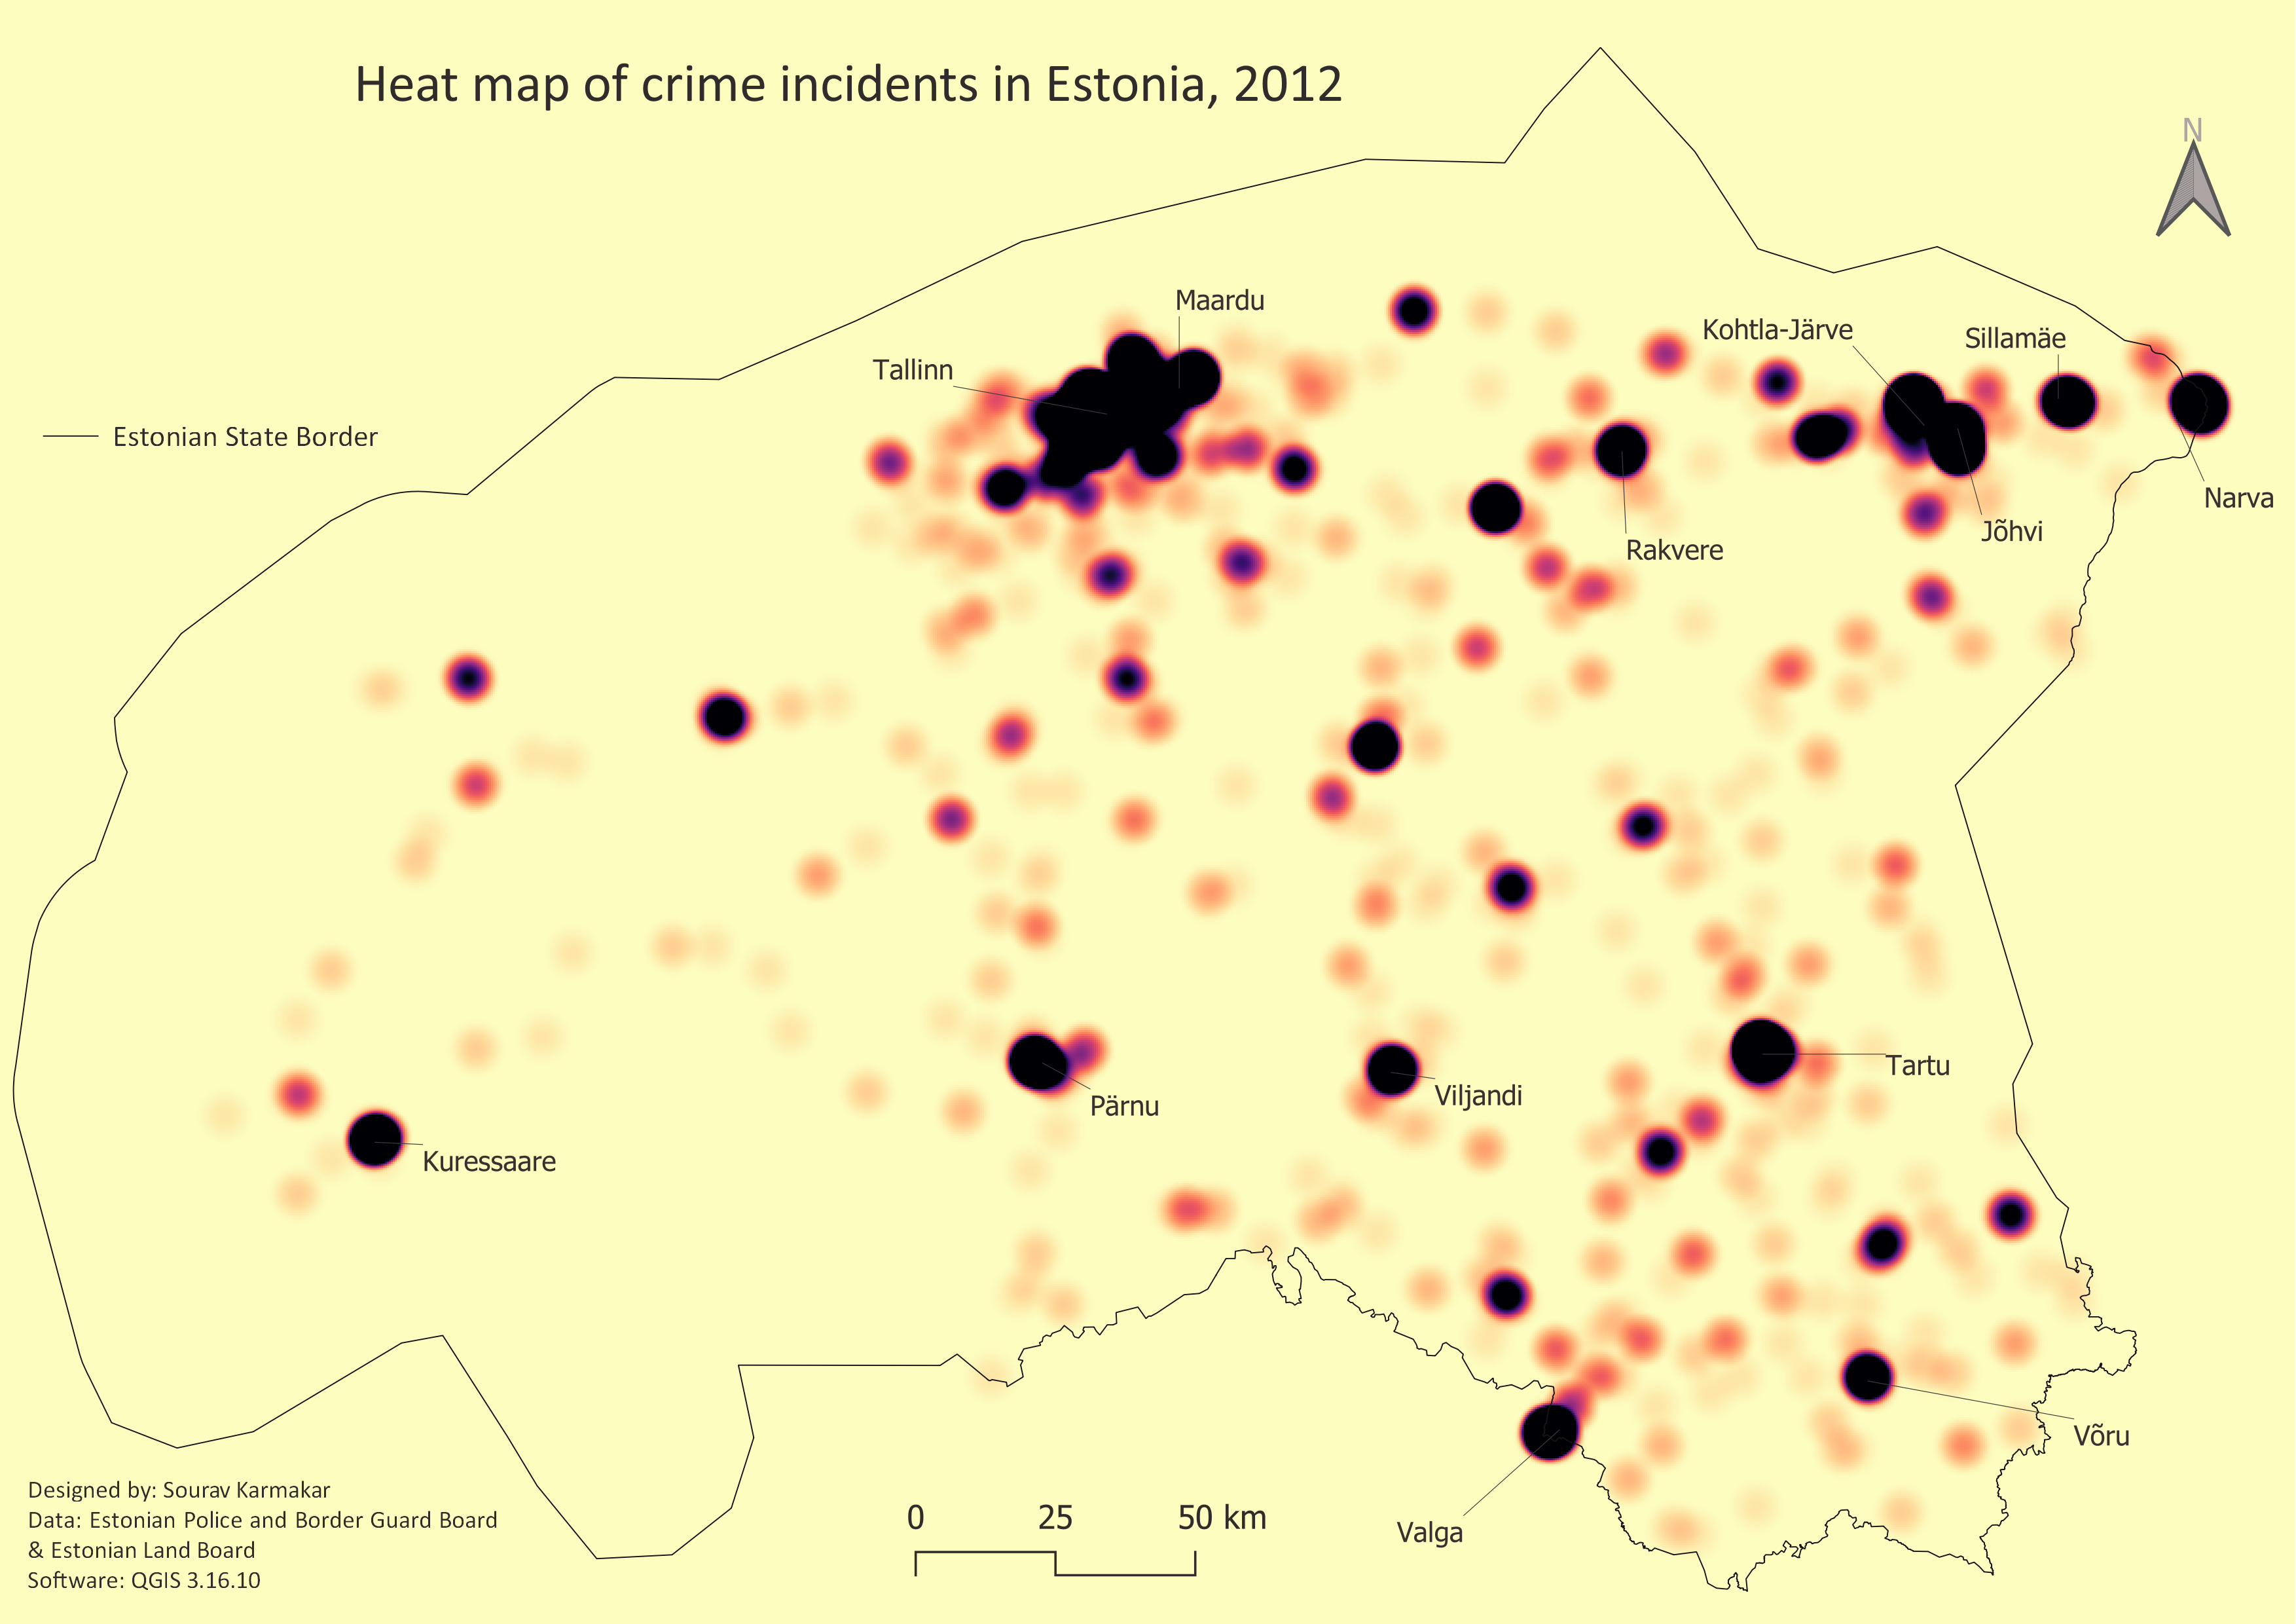 Heat map of crime incidents in Estonia, 2012
N
Maardu
Kohtla-Järve
Sillamäe
Tallinn
Estonian State Border
Narva
Jõhvi
Rakvere
Tartu
Viljandi
Pärnu
Kuressaare
Võru
Valga
Designed by: Sourav Karmakar
Data: Estonian Police and Border Guard Board
& Estonian Land Board
Software: QGIS 3.16.10
0 25 50 km